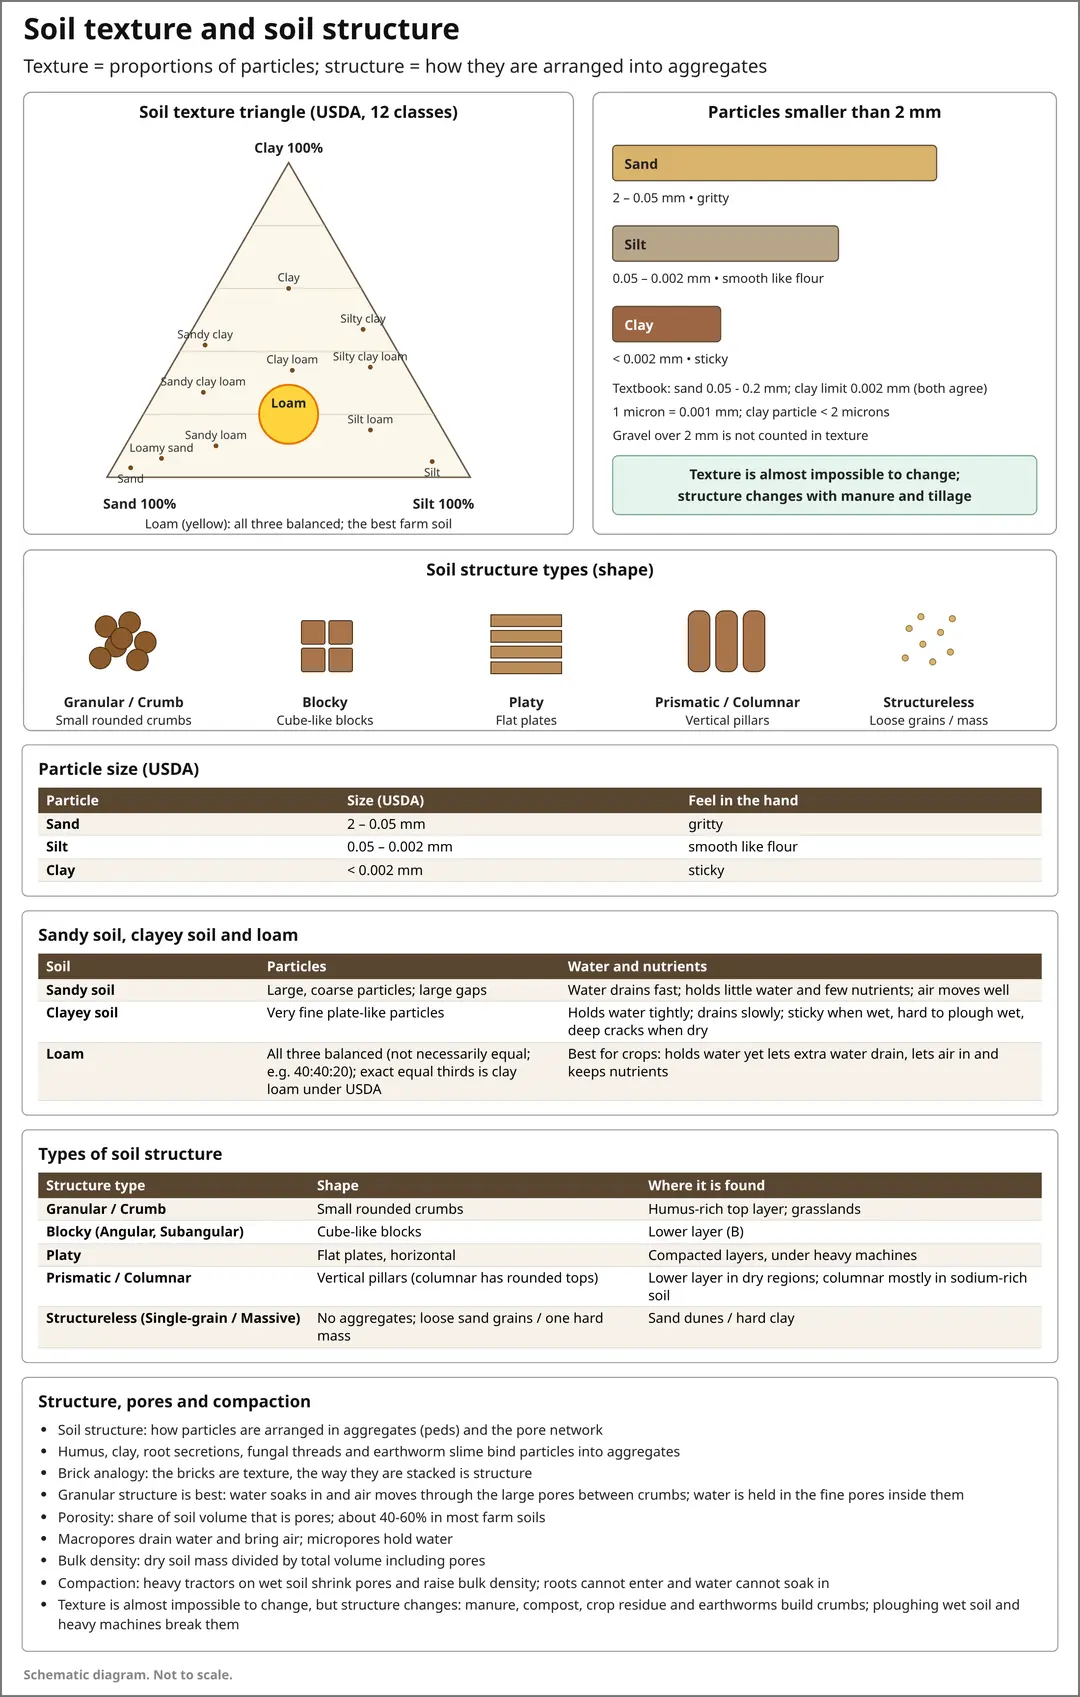 Soil texture and soil structure
Texture = proportions of particles; structure = how they are arranged into aggregates
Soil texture triangle (USDA, 12 classes)
Clay 100%
Clay
Silty clay
Sandy clay
Silty clay loam
Clay loam
Sandy clay loam
Loam
Silt loam
Sandy loam
Loamy sand
Silt
Sand
Sand 100%
Silt 100%
Loam (yellow): all three balanced; the best farm soil
Particles smaller than 2 mm
Sand
2 – 0.05 mm • gritty
Silt
0.05 – 0.002 mm • smooth like flour
Clay
< 0.002 mm • sticky
Textbook: sand 0.05 - 0.2 mm; clay limit 0.002 mm (both agree)
1 micron = 0.001 mm; clay particle < 2 microns
Gravel over 2 mm is not counted in texture
Texture is almost impossible to change;
structure changes with manure and tillage
Soil structure types (shape)
Granular / Crumb
Small rounded crumbs
Blocky
Cube-like blocks
Platy
Flat plates
Prismatic / Columnar
Vertical pillars
Structureless
Loose grains / mass
Particle size (USDA)
Particle Size (USDA) Feel in the hand
Sand 2 – 0.05 mm gritty
Silt 0.05 – 0.002 mm smooth like flour
Clay < 0.002 mm sticky
Sandy soil, clayey soil and loam
Soil Particles Water and nutrients
Sandy soil Large, coarse particles; large gaps Water drains fast; holds little water and few nutrients; air moves well
Clayey soil Very fine plate-like particles Holds water tightly; drains slowly; sticky when wet, hard to plough wet,
deep cracks when dry
Loam All three balanced (not necessarily equal; Best for crops: holds water yet lets extra water drain, lets air in and
e.g. 40:40:20); exact equal thirds is clay keeps nutrients
loam under USDA
Types of soil structure
Structure type Shape Where it is found
Granular / Crumb Small rounded crumbs Humus-rich top layer; grasslands
Blocky (Angular, Subangular) Cube-like blocks Lower layer (B)
Platy Flat plates, horizontal Compacted layers, under heavy machines
Prismatic / Columnar Vertical pillars (columnar has rounded tops) Lower layer in dry regions; columnar mostly in sodium-rich
soil
Structureless (Single-grain / Massive) No aggregates; loose sand grains / one hard Sand dunes / hard clay
mass
Structure, pores and compaction
• Soil structure: how particles are arranged in aggregates (peds) and the pore network
• Humus, clay, root secretions, fungal threads and earthworm slime bind particles into aggregates
• Brick analogy: the bricks are texture, the way they are stacked is structure
• Granular structure is best: water soaks in and air moves through the large pores between crumbs; water is held in the fine pores inside them
• Porosity: share of soil volume that is pores; about 40-60% in most farm soils
• Macropores drain water and bring air; micropores hold water
• Bulk density: dry soil mass divided by total volume including pores
• Compaction: heavy tractors on wet soil shrink pores and raise bulk density; roots cannot enter and water cannot soak in
• Texture is almost impossible to change, but structure changes: manure, compost, crop residue and earthworms build crumbs; ploughing wet soil and
heavy machines break them
Schematic diagram. Not to scale.